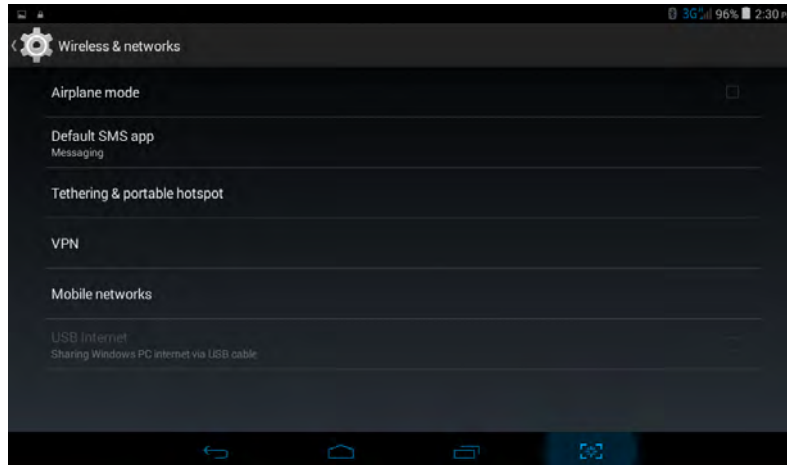 3G 96% 2:30 P
Wireless & networks
Airplane mode
Default SMS app
Messaging
Tethering & portable hotspot
VPN
Mobile networks
USB Internet
Sharing Windows PC internet via USB cable